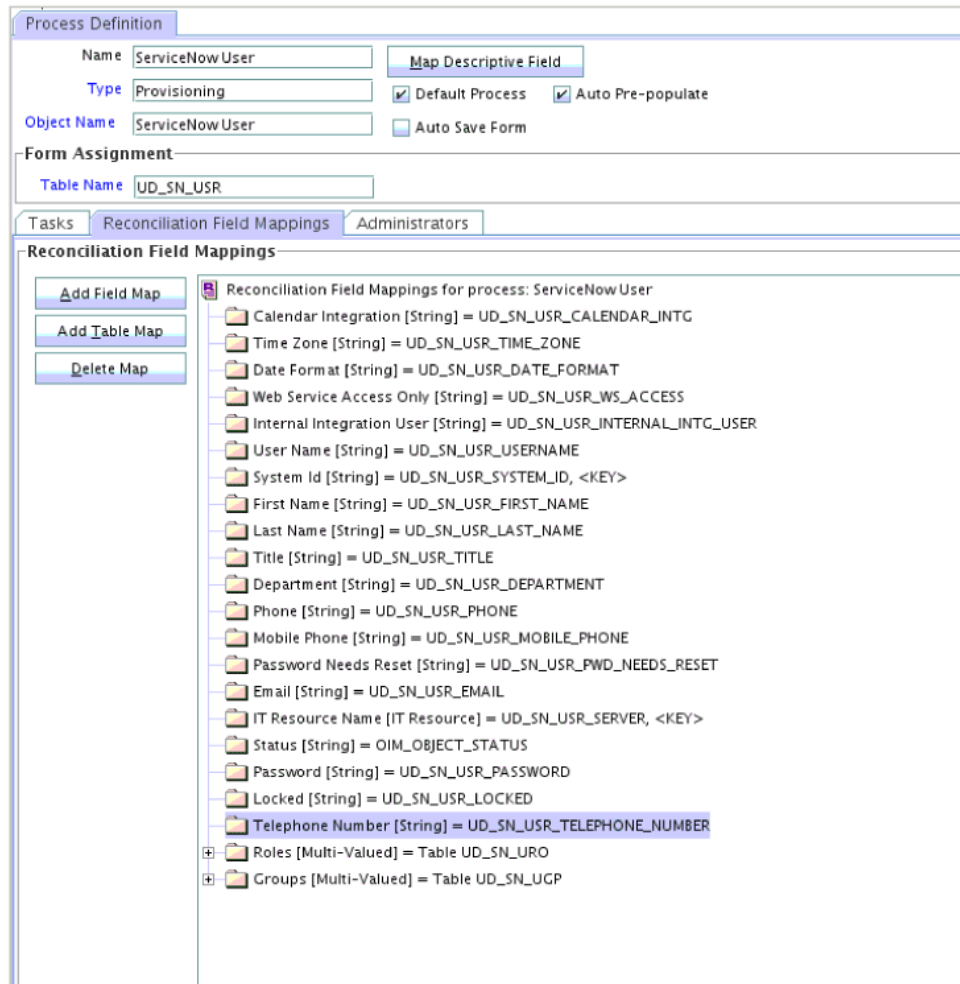 Process Definition
Name ServiceNow User Map Descriptive Field
Type Provisioning Default Process Auto Pre-populate
Object Name ServiceNow User Auto Save Form
Form Assignment
Table Name UD_SN_USR
Tasks Reconciliation Field Mappings Administrators
Reconciliation Field Mappings
Add Field Map
Add Table Map
Delete Map
Reconciliation Field Mappings for process: ServiceNow User
Calendar Integration [String] = UD_SN_USR_CALENDAR_INTG
Time Zone [String] = UD_SN_USR_TIME_ZONE
Date Format [String] = UD_SN_USR_DATE_FORMAT
Web Service Access Only [String] = UD_SN_USR_WS_ACCESS
Internal Integration User [String] = UD_SN_USR_INTERNAL_INTG_USER
User Name [String] = UD_SN_USR_USERNAME
System Id [String] = UD_SN_USR_SYSTEM_ID, <KEY>
First Name [String] = UD_SN_USR_FIRST_NAME
Last Name [String] = UD_SN_USR_LAST_NAME
Title [String] = UD_SN_USR_TITLE
Department [String] = UD_SN_USR_DEPARTMENT
Phone [String] = UD_SN_USR_PHONE
Mobile Phone [String] = UD_SN_USR_MOBILE_PHONE
Password Needs Reset [String] = UD_SN_USR_PWD_NEEDS_RESET
Email [String] = UD_SN_USR_EMAIL
IT Resource Name [IT Resource] = UD_SN_USR_SERVER, <KEY>
Status [String] = OIM_OBJECT_STATUS
Password [String] = UD_SN_USR_PASSWORD
Locked [String] = UD_SN_USR_LOCKED
Telephone Number [String] = UD_SN_USR_TELEPHONE_NUMBER
Roles [Multi-Valued] = Table UD_SN_URO
Groups [Multi-Valued] = Table UD_SN_UGP